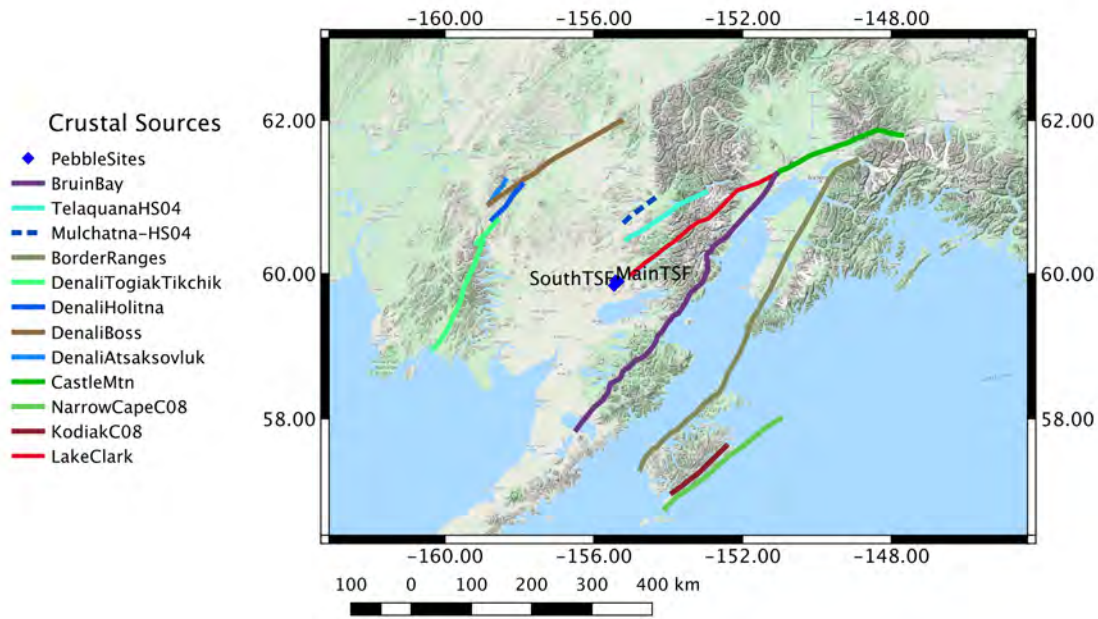 -160.00 -156.00 -152.00 -148.00
Crustal Sources
PebbleSites
BruinBay
TelaquanaHS04
Mulchatna-HS04
BorderRanges
DenaliTogiakTikchik
DenaliHolitna
DenaliBoss
DenaliAtsaksovluk
CastleMtn
NarrowCapeC08
KodiakC08
LakeClark
62.00 62.00
60.00 60.00
58.00 58.00
SouthTSF MainTSF
-160.00 -156.00 -152.00 -148.00
100 0 100 200 300 400 km